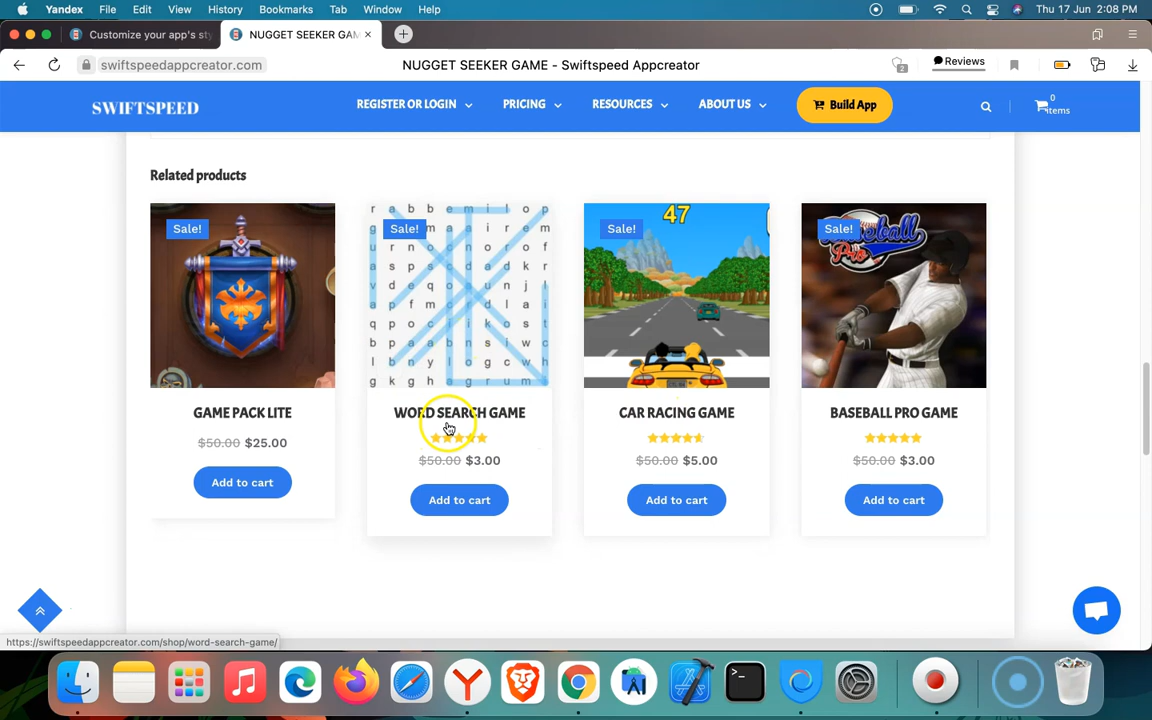 Yandex File Edit View History Bookmarks Tab Window Help Thu 17 Jun 2:08 PM
Customize your app's st NUGGET SEEKER GAM
swiftspeedappcreator.com NUGGET SEEKER GAME - Swiftspeed Appcreator 2 Reviews
SWIFTSPEED REGISTER OR LOGIN PRICING RESOURCES ABOUT US Build App 0 items
Related products
Sale! Sale! Sale! Sale!
47
Baseball Pro
r a b b e m i l o p
g m a a i r e m
u r n o n o r o f
a s p s c d a d k r
v d e q o a u n j l
a p f m d l a i
q p o c i i k o s t
b p a a b n s i w c
l b n y l o g c w h
g k g h a g r u m s
GAME PACK LITE WORD SEARCH GAME CAR RACING GAME BASEBALL PRO GAME
$50.00 $25.00 $50.00 $3.00 $50.00 $5.00 $50.00 $3.00
Add to cart Add to cart Add to cart Add to cart
https://swiftspeedappcreator.com/shop/word-search-game/